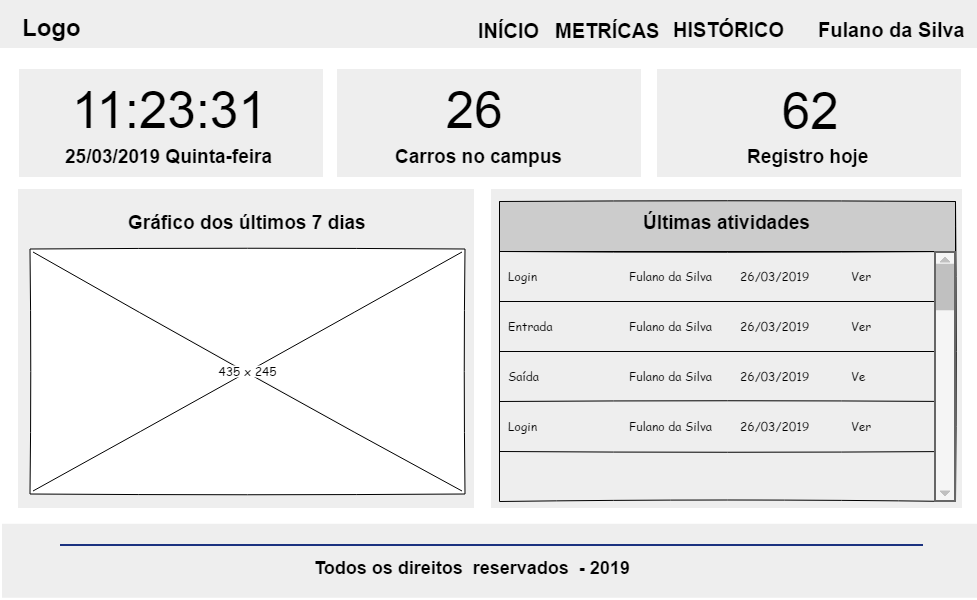 Logo INÍCIO METRÍCAS HISTÓRICO Fulano da Silva
11:23:31
25/03/2019 Quinta-feira
26
Carros no campus
62
Registro hoje
Gráfico dos últimos 7 dias
435 x 245
Últimas atividades
Login Fulano da Silva 26/03/2019 Ver
Entrada Fulano da Silva 26/03/2019 Ver
Saída Fulano da Silva 26/03/2019 Ve
Login Fulano da Silva 26/03/2019 Ver
Todos os direitos reservados - 2019